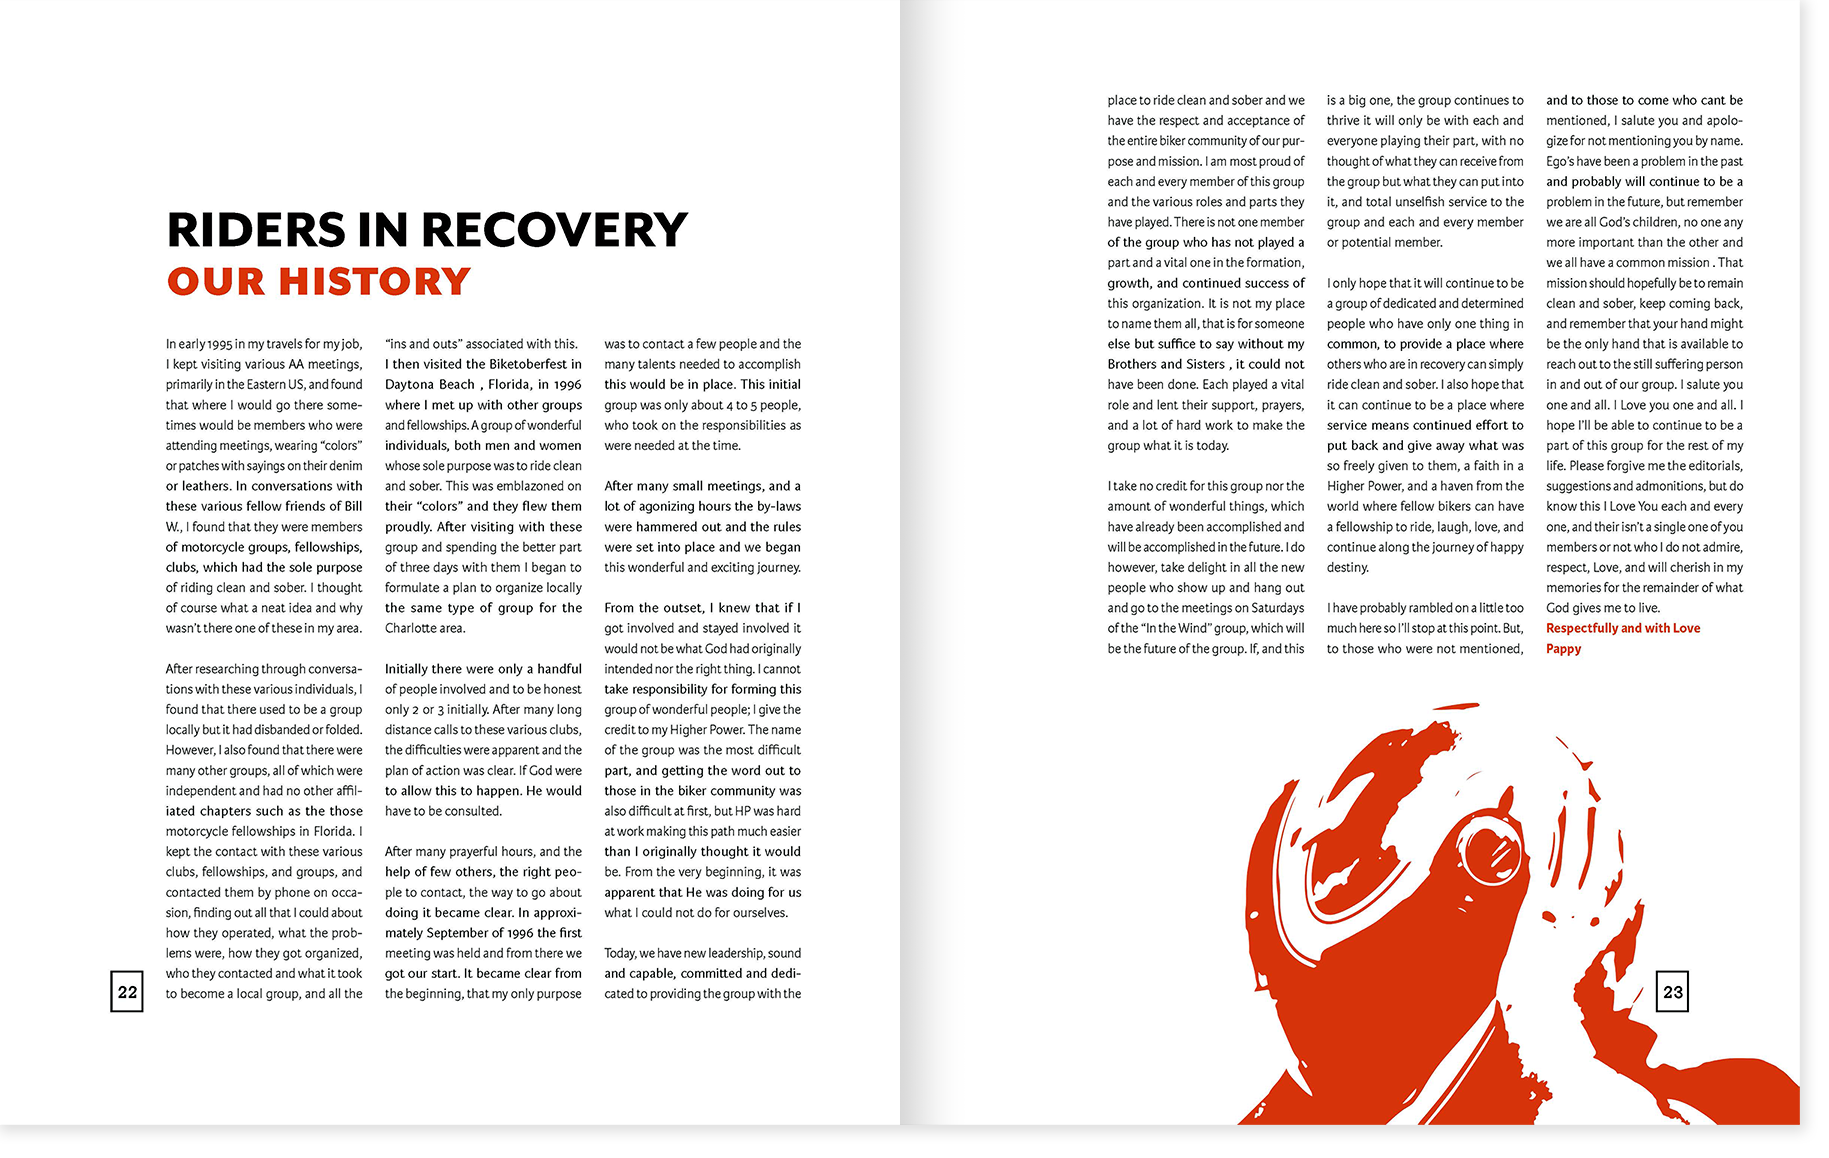 RIDERS IN RECOVERY
OUR HISTORY
In early 1995 in my travels for my job,
I kept visiting various AA meetings,
primarily in the Eastern US, and found
that where I would go there some-
times would be members who were
attending meetings, wearing “colors”
or patches with sayings on their denim
or leathers. In conversations with
these various fellow friends of Bill
W., I found that they were members
of motorcycle groups, fellowships,
clubs, which had the sole purpose
of riding clean and sober. I thought
of course what a neat idea and why
wasn’t there one of these in my area.
After researching through conversa-
tions with these various individuals, I
found that there used to be a group
locally but it had disbanded or folded.
However, I also found that there were
many other groups, all of which were
independent and had no other affil-
iated chapters such as the those
motorcycle fellowships in Florida. I
kept the contact with these various
clubs, fellowships, and groups, and
contacted them by phone on occa-
sion, finding out all that I could about
how they operated, what the prob-
lems were, how they got organized,
who they contacted and what it took
to become a local group, and all the
“ins and outs” associated with this.
I then visited the Biketoberfest in
Daytona Beach , Florida, in 1996
where I met up with other groups
and fellowships. A group of wonderful
individuals, both men and women
whose sole purpose was to ride clean
and sober. This was emblazoned on
their “colors” and they flew them
proudly. After visiting with these
group and spending the better part
of three days with them I began to
formulate a plan to organize locally
the same type of group for the
Charlotte area.
Initially there were only a handful
of people involved and to be honest
only 2 or 3 initially. After many long
distance calls to these various clubs,
the difficulties were apparent and the
plan of action was clear. If God were
to allow this to happen. He would
have to be consulted.
After many prayerful hours, and the
help of few others, the right peo-
ple to contact, the way to go about
doing it became clear. In approxi-
mately September of 1996 the first
meeting was held and from there we
got our start. It became clear from
the beginning, that my only purpose
was to contact a few people and the
many talents needed to accomplish
this would be in place. This initial
group was only about 4 to 5 people,
who took on the responsibilities as
were needed at the time.
After many small meetings, and a
lot of agonizing hours the by-laws
were hammered out and the rules
were set into place and we began
this wonderful and exciting journey.
From the outset, I knew that if I
got involved and stayed involved it
would not be what God had originally
intended nor the right thing. I cannot
take responsibility for forming this
group of wonderful people; I give the
credit to my Higher Power. The name
of the group was the most difficult
part, and getting the word out to
those in the biker community was
also difficult at first, but HP was hard
at work making this path much easier
than I originally thought it would
be. From the very beginning, it was
apparent that He was doing for us
what I could not do for ourselves.
Today, we have new leadership, sound
and capable, committed and dedi-
cated to providing the group with the
22
place to ride clean and sober and we
have the respect and acceptance of
the entire biker community of our pur-
pose and mission. I am most proud of
each and every member of this group
and the various roles and parts they
have played. There is not one member
of the group who has not played a
part and a vital one in the formation,
growth, and continued success of
this organization. It is not my place
to name them all, that is for someone
else but suffice to say without my
Brothers and Sisters , it could not
have been done. Each played a vital
role and lent their support, prayers,
and a lot of hard work to make the
group what it is today.
I take no credit for this group nor the
amount of wonderful things, which
have already been accomplished and
will be accomplished in the future. I do
however, take delight in all the new
people who show up and hang out
and go to the meetings on Saturdays
of the “In the Wind” group, which will
be the future of the group. If, and this
is a big one, the group continues to
thrive it will only be with each and
everyone playing their part, with no
thought of what they can receive from
the group but what they can put into
it, and total unselfish service to the
group and each and every member
or potential member.
I only hope that it will continue to be
a group of dedicated and determined
people who have only one thing in
common, to provide a place where
others who are in recovery can simply
ride clean and sober. I also hope that
it can continue to be a place where
service means continued effort to
put back and give away what was
so freely given to them, a faith in a
Higher Power, and a haven from the
world where fellow bikers can have
a fellowship to ride, laugh, love, and
continue along the journey of happy
destiny.
I have probably rambled on a little too
much here so I’ll stop at this point. But,
to those who were not mentioned,
and to those to come who cant be
mentioned, I salute you and apolo-
gize for not mentioning you by name.
Ego’s have been a problem in the past
and probably will continue to be a
problem in the future, but remember
we are all God’s children, no one any
more important than the other and
we all have a common mission . That
mission should hopefully be to remain
clean and sober, keep coming back,
and remember that your hand might
be the only hand that is available to
reach out to the still suffering person
in and out of our group. I salute you
one and all. I Love you one and all. I
hope I’ll be able to continue to be a
part of this group for the rest of my
life. Please forgive me the editorials,
suggestions and admonitions, but do
know this I Love You each and every
one, and their isn’t a single one of you
members or not who I do not admire,
respect, Love, and will cherish in my
memories for the remainder of what
God gives me to live.
Respectfully and with Love
Pappy
23